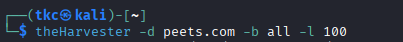 ┌──(tkc㉿kali)-[~]
└─$ theHarvester -d peets.com -b all -l 100